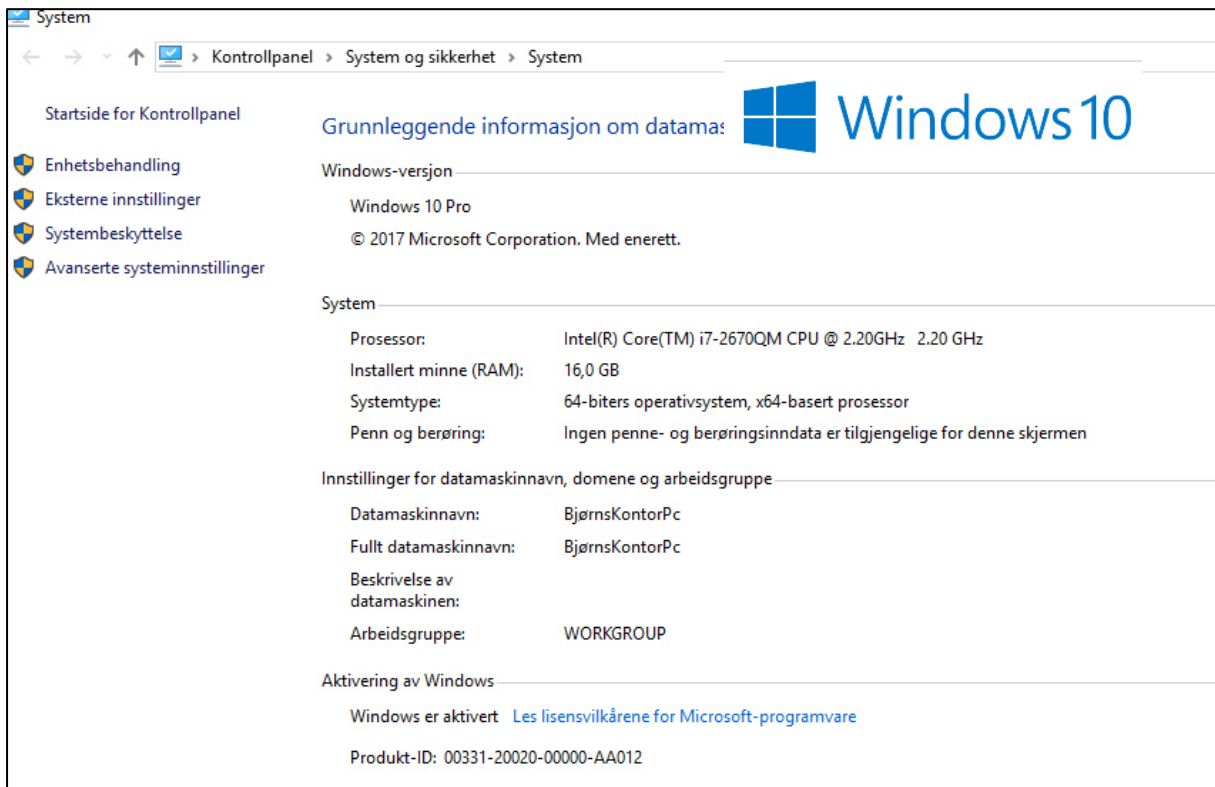 System
Kontrollpanel › System og sikkerhet › System
Startside for Kontrollpanel
Enhetsbehandling
Eksterne innstillinger
Systembeskyttelse
Avanserte systeminnstillinger
Windows 10
Grunnleggende informasjon om datamas
Windows-versjon
Windows 10 Pro
© 2017 Microsoft Corporation. Med enerett.
System
Prosessor: Intel(R) Core(TM) i7-2670QM CPU @ 2.20GHz 2.20 GHz
Installert minne (RAM): 16,0 GB
Systemtype: 64-biters operativsystem, x64-basert prosessor
Penn og berøring: Ingen penne- og berøringsinndata er tilgjengelige for denne skjermen
Innstillinger for datamaskinnavn, domene og arbeidsgruppe
Datamaskinnavn: BjørnsKontorPc
Fullt datamaskinnavn: BjørnsKontorPc
Beskrivelse av
datamaskinen:
Arbeidsgruppe: WORKGROUP
Aktivering av Windows
Windows er aktivert Les lisensvilkårene for Microsoft-programvare
Produkt-ID: 00331-20020-00000-AA012